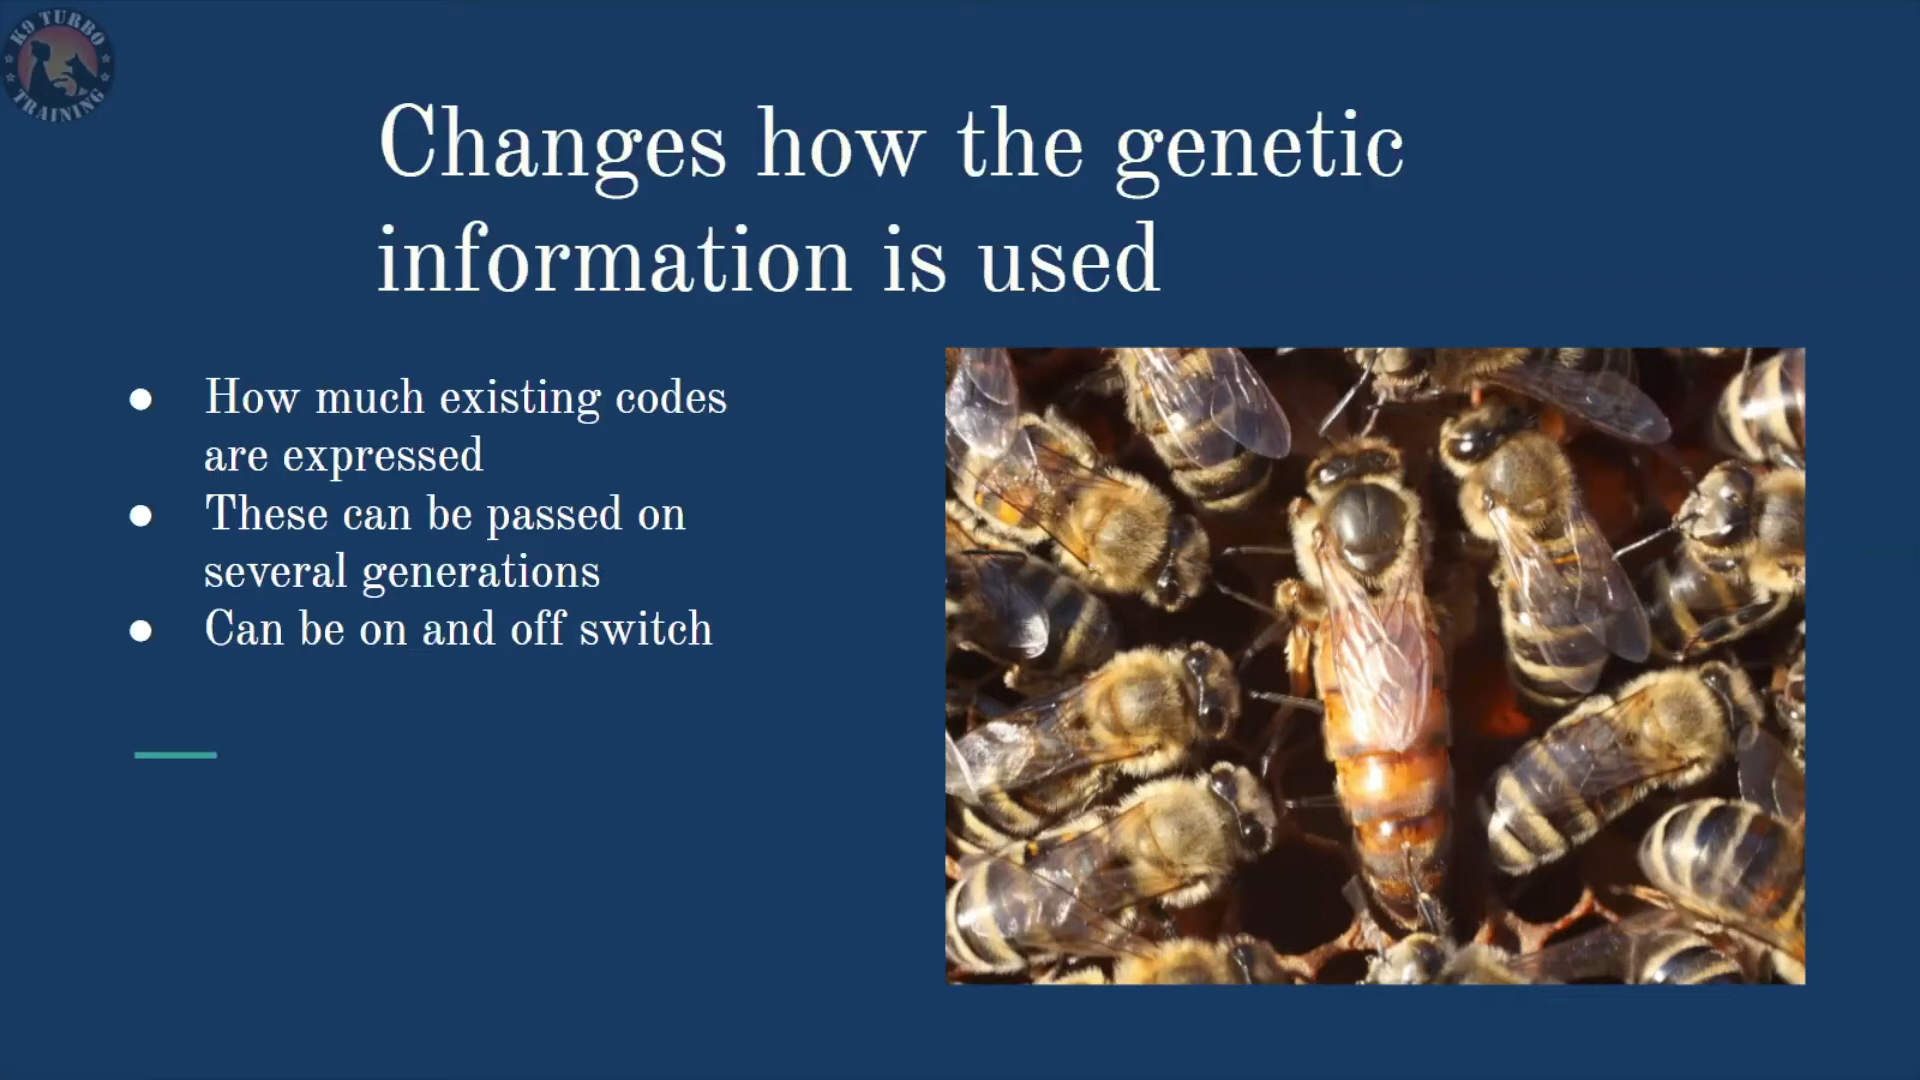 K9 TURBO
TRAINING
Changes how the genetic
information is used
● How much existing codes
are expressed
● These can be passed on
several generations
● Can be on and off switch